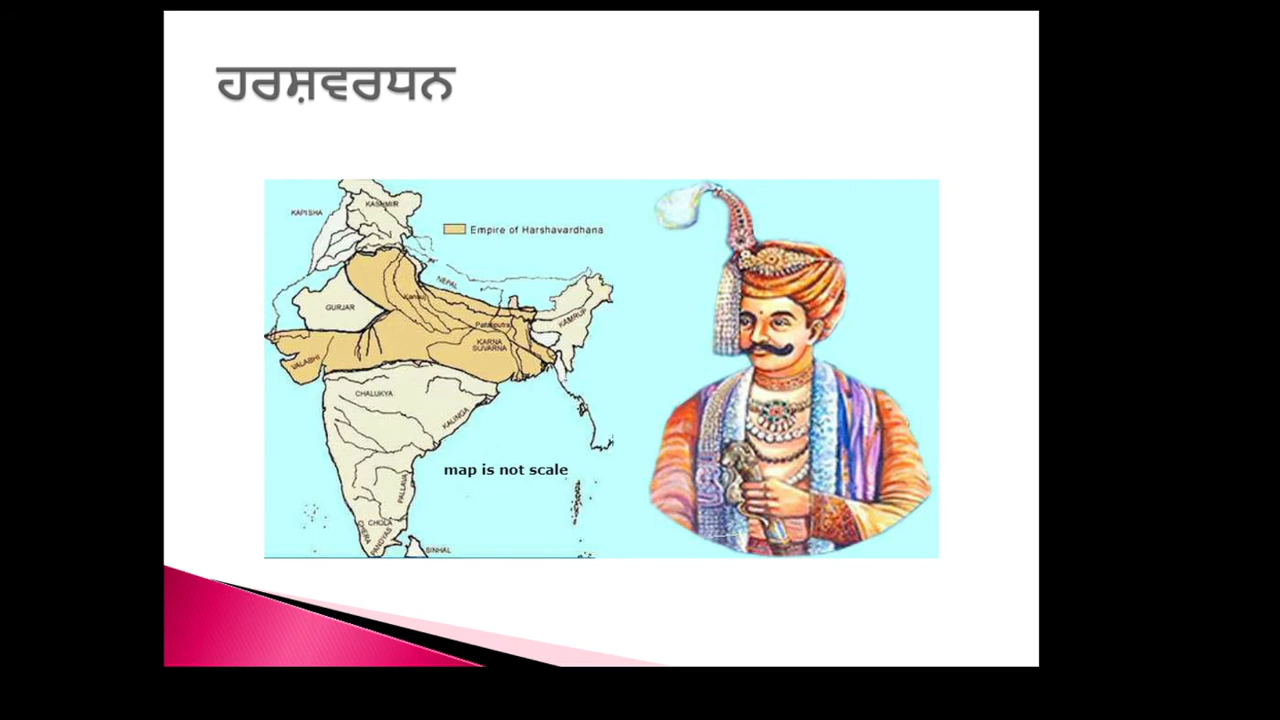 ਹਰਸ਼ਵਰਧਨ
KASHMIR
KAPISHA
Empire of Harshavardhana
NEPAL
Kanauj
GURJAR
KAMRUP
Patliputra
KARNA
SUVARNA
VALABHI
CHALUKYA
KALINGA
map is not scale
PALLAVA
CHOLA
CHERA
PANDYAS
SINHAL